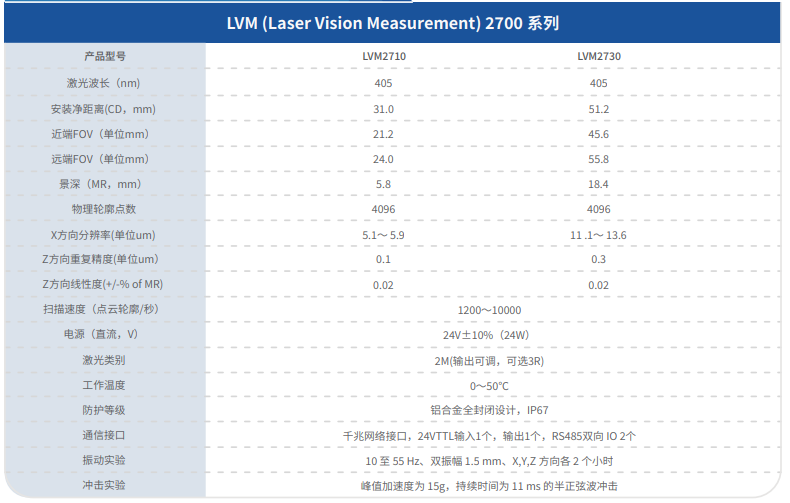 LVM (Laser Vision Measurement) 2700 系列
产品型号 LVM2710 LVM2730
激光波长（nm) 405 405
安装净距离(CD，mm) 31.0 51.2
近端FOV（单位mm） 21.2 45.6
远端FOV（单位mm） 24.0 55.8
景深（MR，mm） 5.8 18.4
物理轮廓点数 4096 4096
X方向分辨率(单位um) 5.1～ 5.9 11 .1～ 13.6
Z方向重复精度(单位um） 0.1 0.3
Z方向线性度(+/-% of MR) 0.02 0.02
扫描速度（点云轮廓/秒） 1200～10000
电源（直流，V） 24V±10%（24W）
激光类别 2M(输出可调，可选3R)
工作温度 0～50℃
防护等级 铝合金全封闭设计，IP67
通信接口 千兆网络接口，24VTTL输入1个，输出1个，RS485双向 IO 2个
振动实验 10 至 55 Hz、双振幅 1.5 mm、X,Y,Z 方向各 2 个小时
冲击实验 峰值加速度为 15g，持续时间为 11 ms 的半正弦波冲击